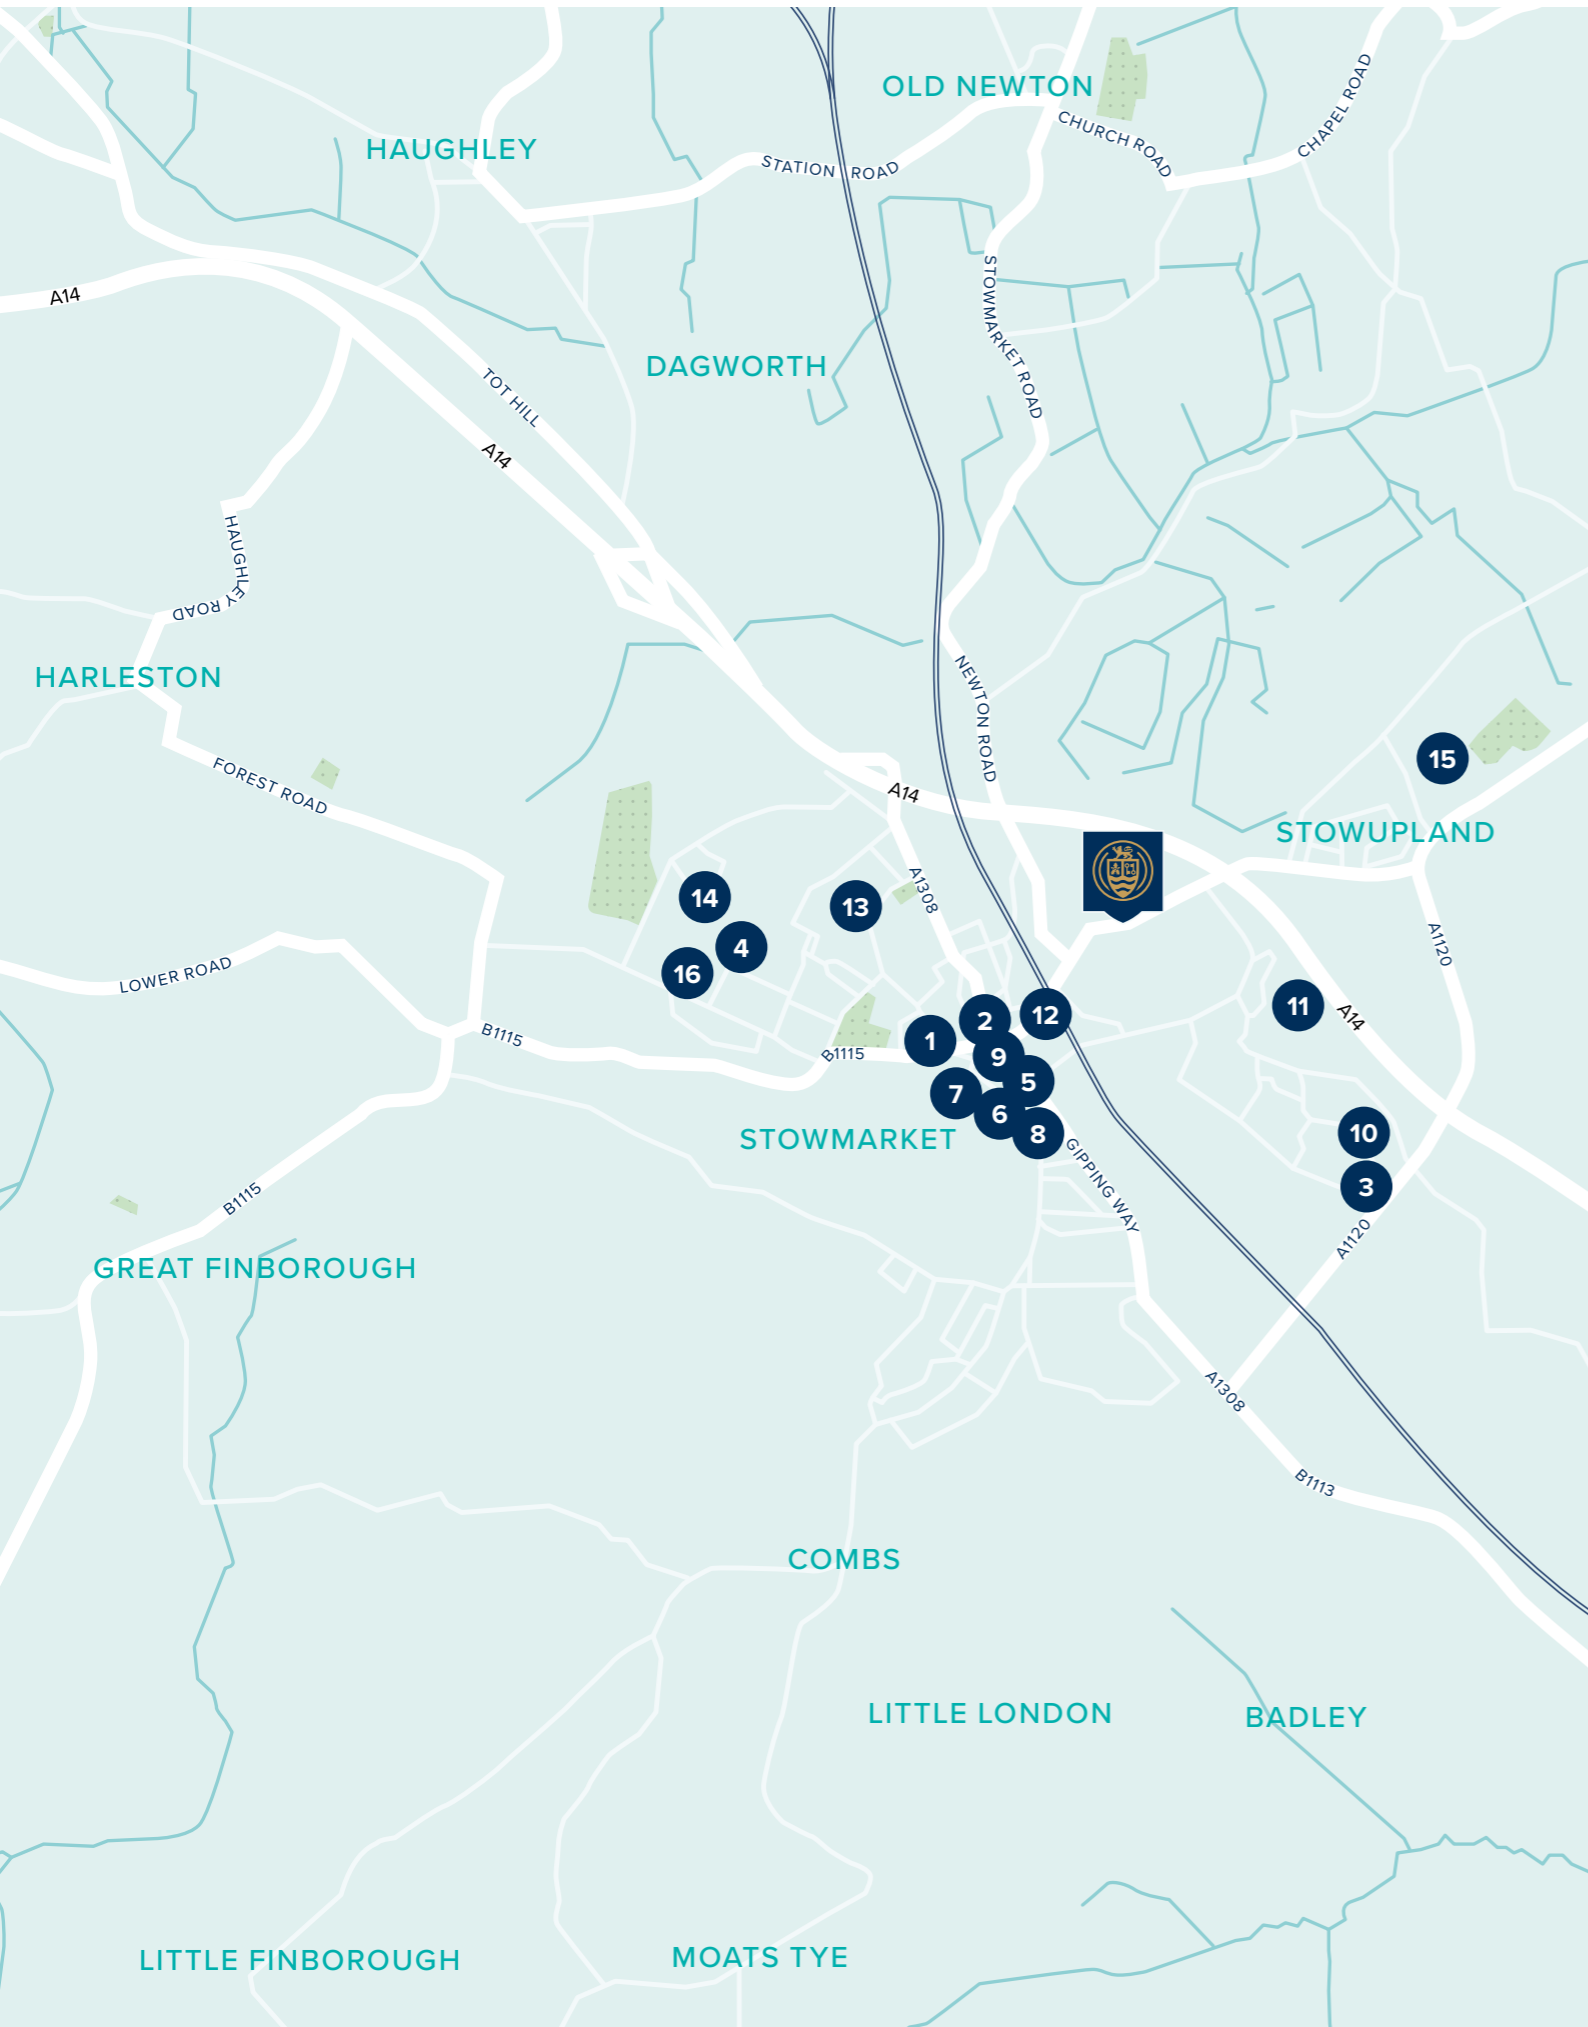 OLD NEWTON
CHURCH ROAD
CHAPEL ROAD
HAUGHLEY
STATION ROAD
A14
STOWMARKET ROAD
DAGWORTH
TOT HILL
A14
HAUGHLEY ROAD
HARLESTON
NEWTON ROAD
FOREST ROAD
15
A14
STOWUPLAND
A1308
14
13
4
16
LOWER ROAD
A1120
11
A14
12
2
1
9
B1115
B1115
5
7
6
8
10
STOWMARKET
GIPPING WAY
3
B1115
A1120
GREAT FINBOROUGH
A1308
B1113
COMBS
LITTLE LONDON
BADLEY
LITTLE FINBOROUGH
MOATS TYE